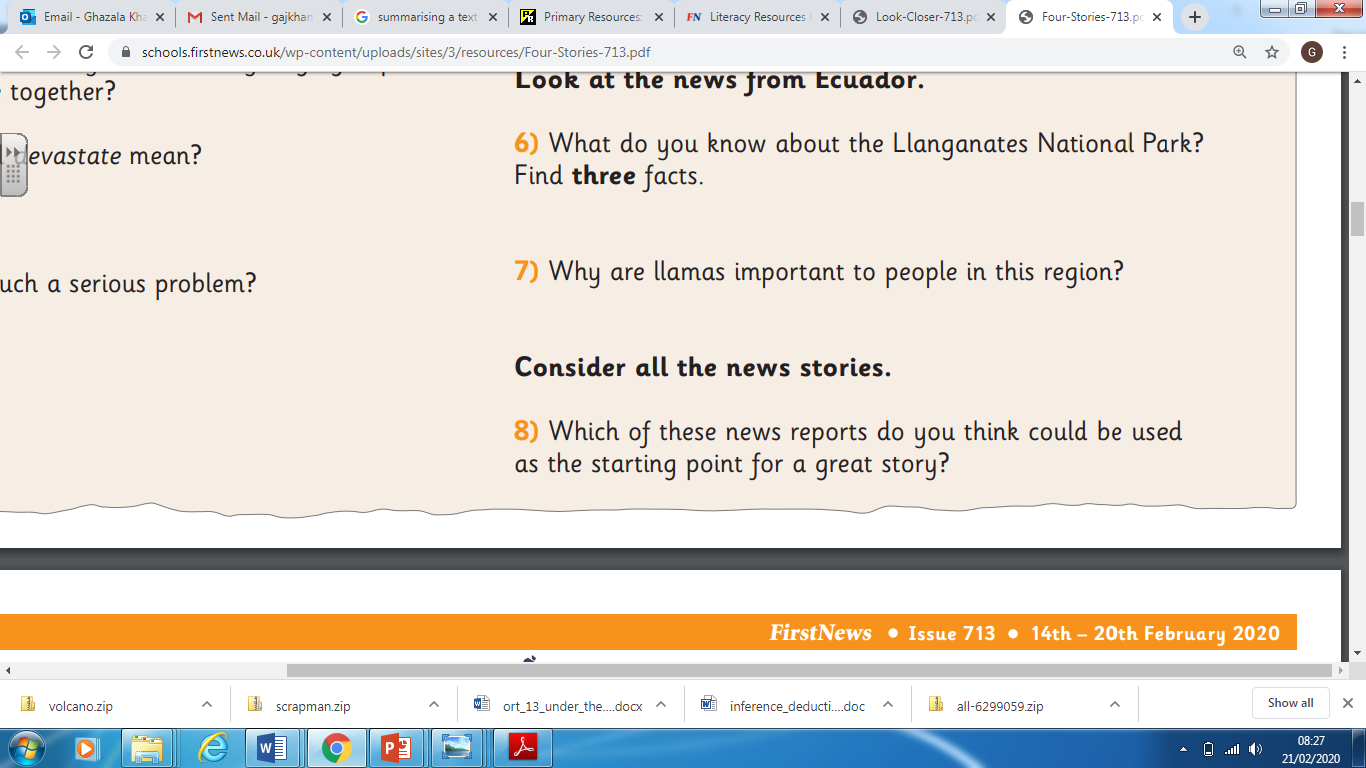 Email - Ghazala Kha
Sent Mail - gajkhan
summarising a text
Primary Resources:
Literacy Resources
Look-Closer-713.pd
Four-Stories-713.pd
schools.firstnews.co.uk/wp-content/uploads/sites/3/resources/Four-Stories-713.pdf
G
together?
devastate mean?
uch a serious problem?
Look at the news from Ecuador.
6) What do you know about the Llanganates National Park?
Find three facts.
7) Why are llamas important to people in this region?
Consider all the news stories.
8) Which of these news reports do you think could be used
as the starting point for a great story?
FirstNews • Issue 713 • 14th – 20th February 2020
volcano.zip
scrapman.zip
ort_13_under_the....docx
inference_deducti....doc
all-6299059.zip
Show all
08:27
21/02/2020